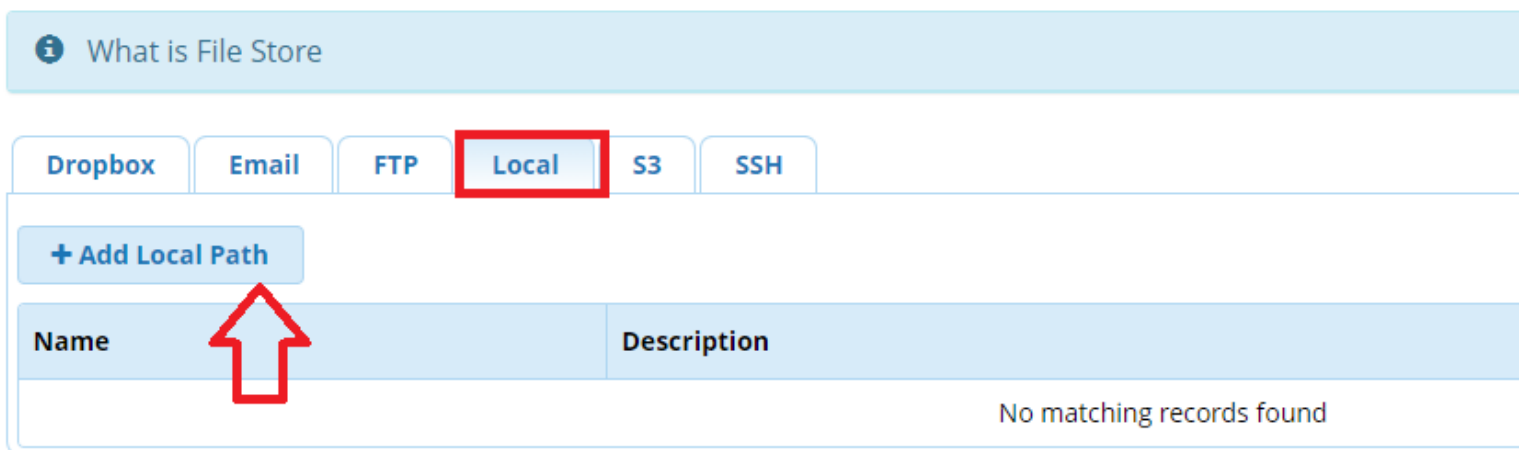 What is File Store
Dropbox Email FTP Local S3 SSH
+ Add Local Path
Name Description
No matching records found